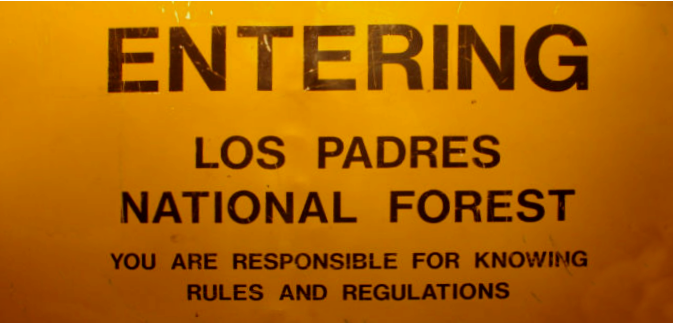 ENTERING
LOS PADRES
NATIONAL FOREST
YOU ARE RESPONSIBLE FOR KNOWING
RULES AND REGULATIONS